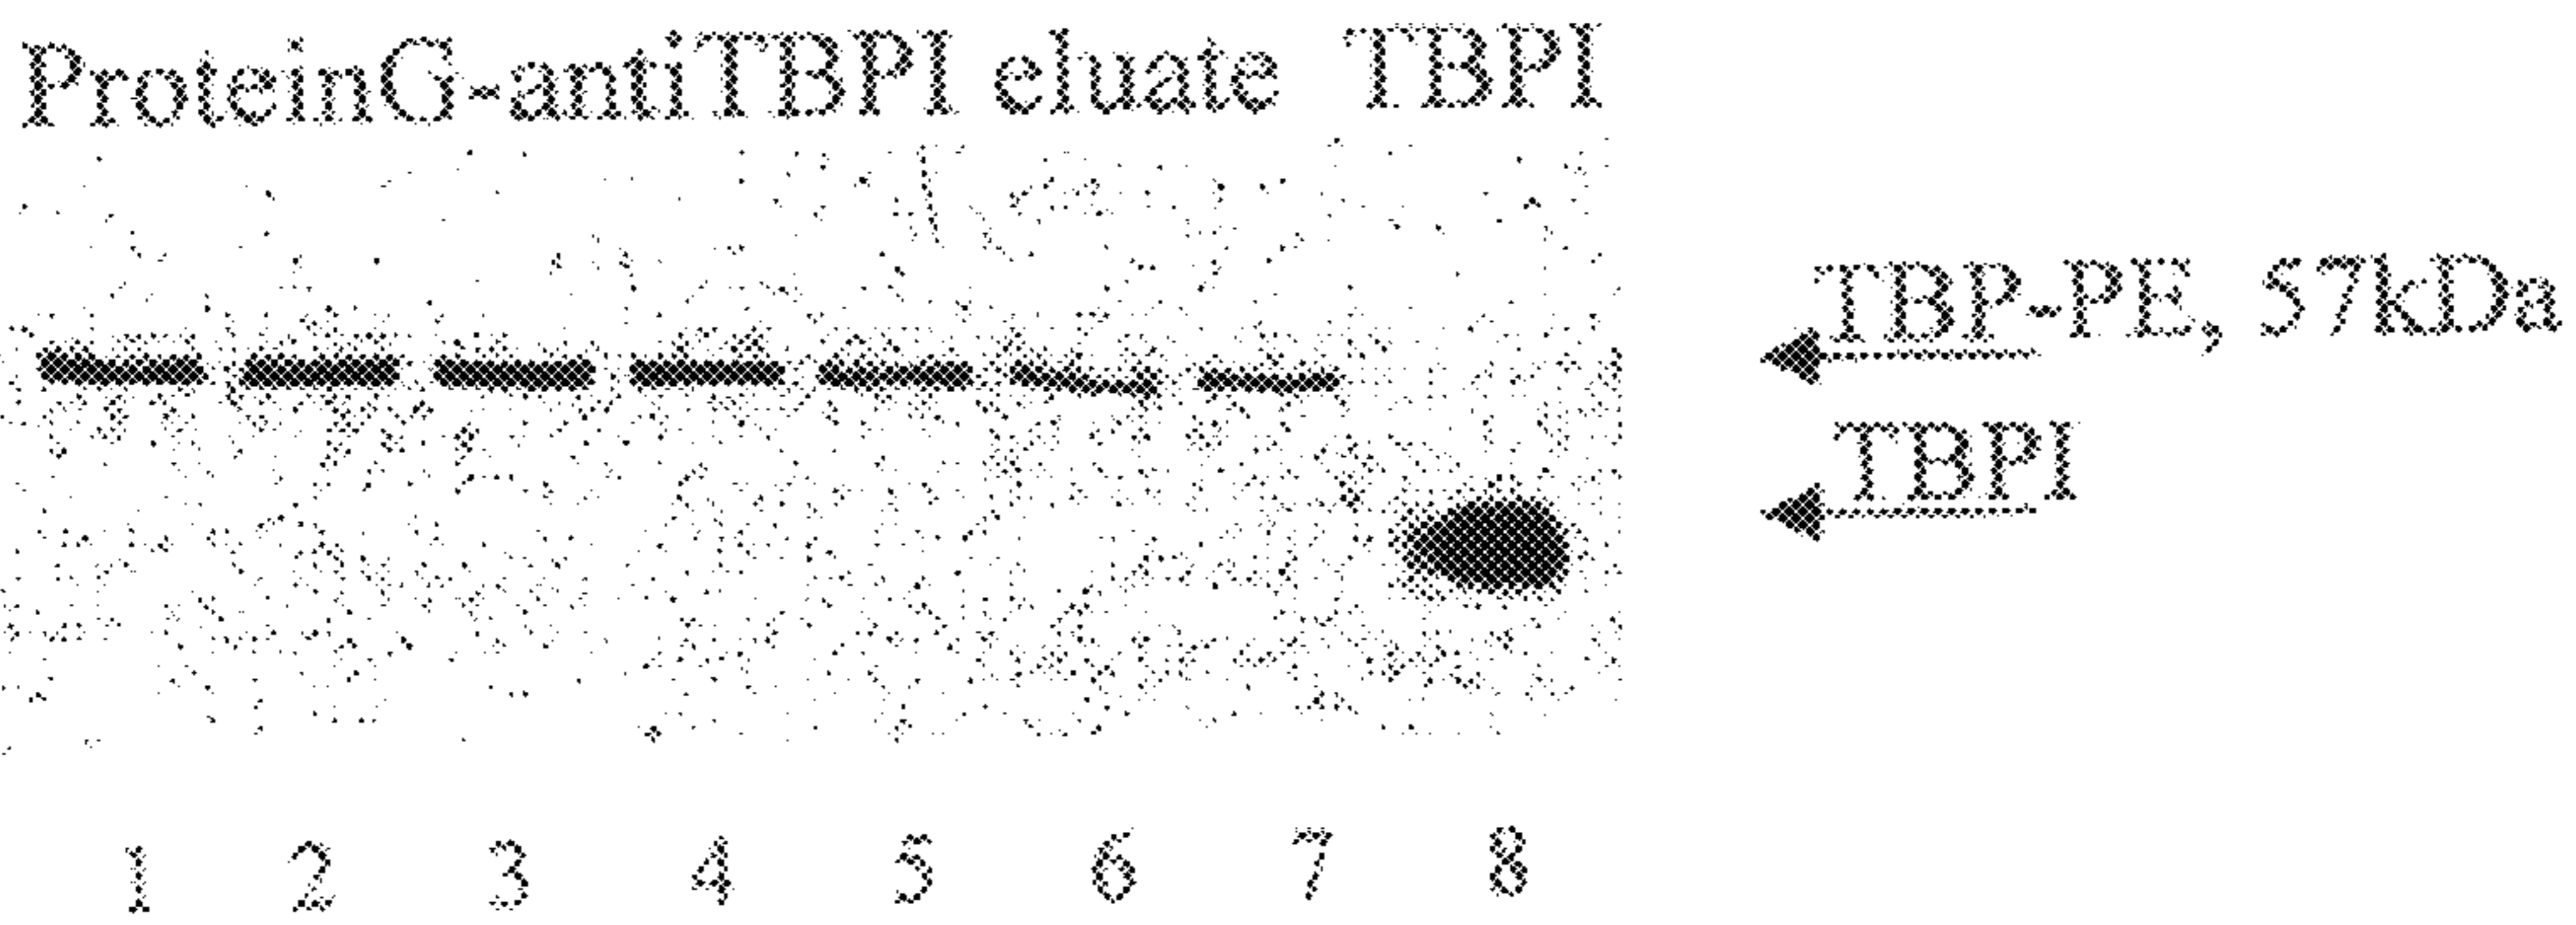 ProteinG-antiTBPI eluate TBPI
TBP-PE, 57kDa
TBPI
1 2 3 4 5 6 7 8